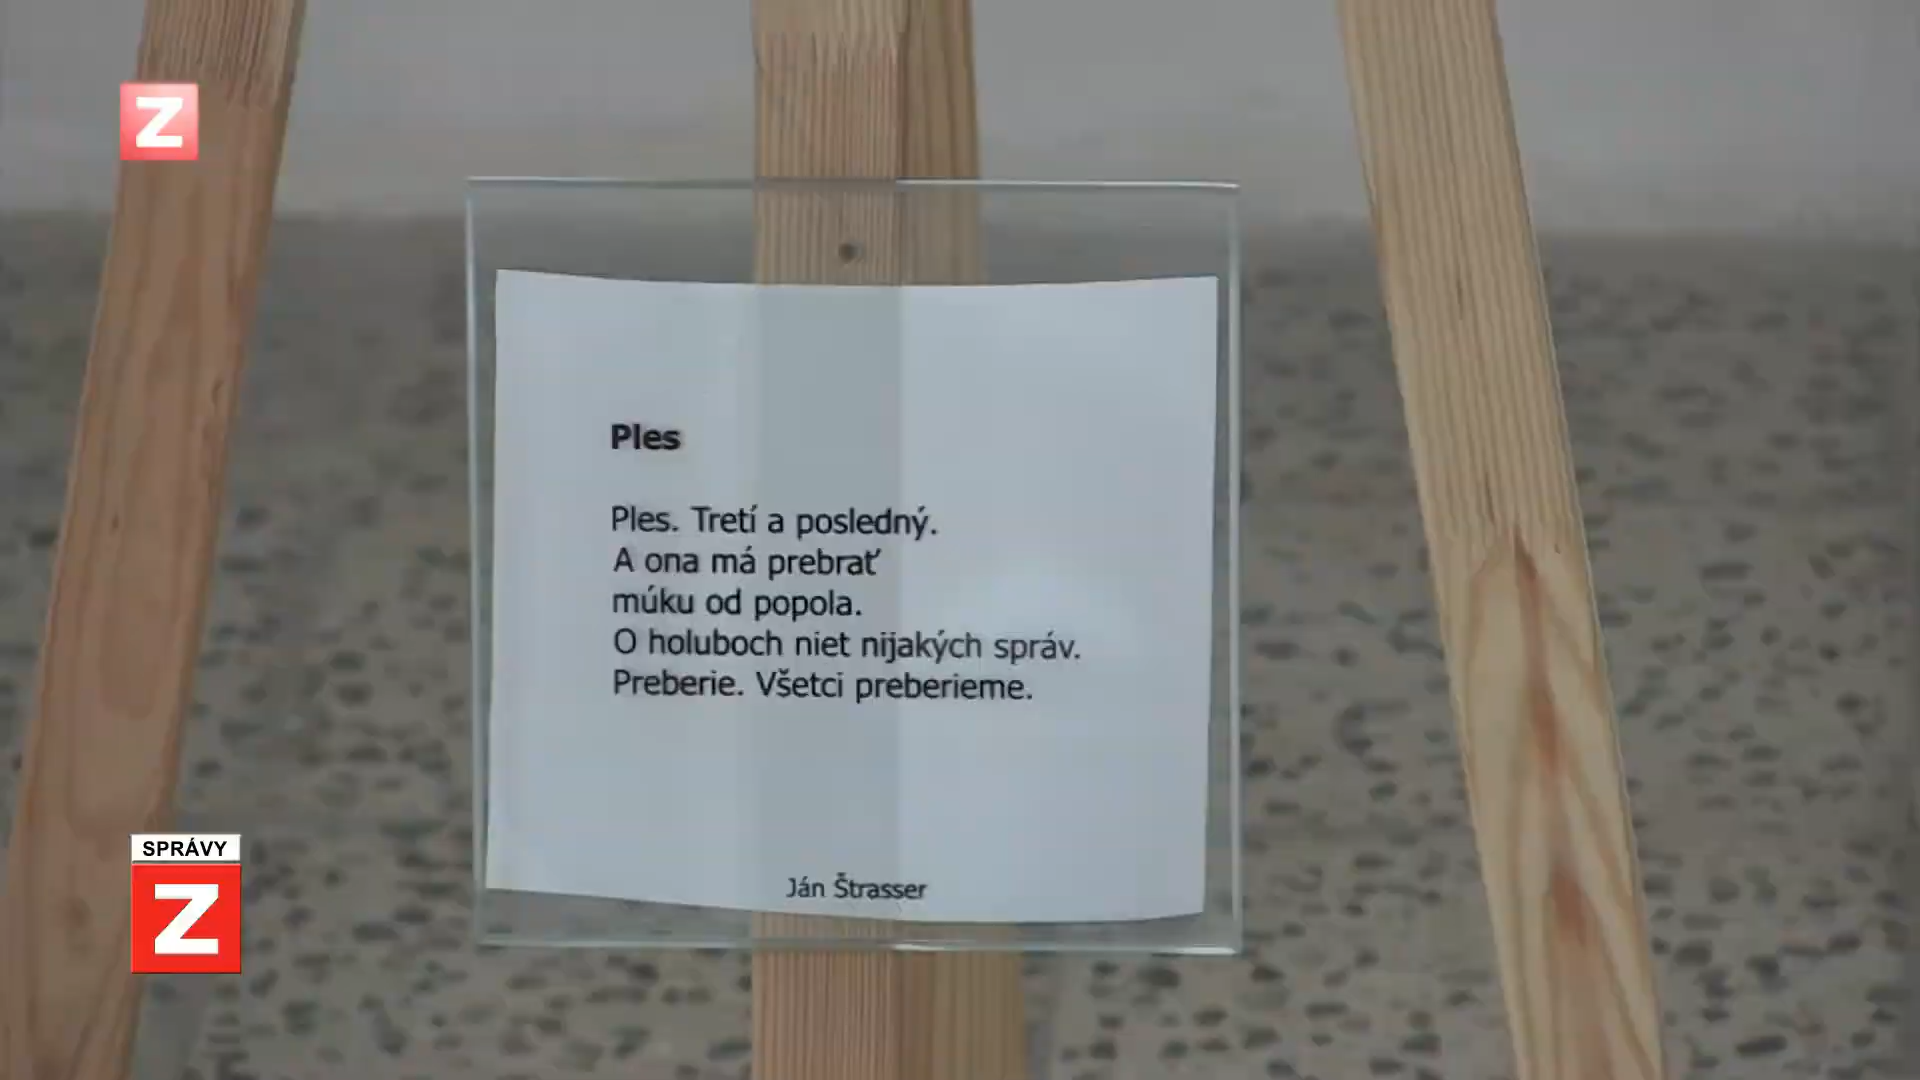 Z
Ples
Ples. Tretí a posledný.
A ona má prebrať
múku od popola.
O holuboch niet nijakých správ.
Preberie. Všetci preberieme.
Ján Štrasser
SPRÁVY
Z